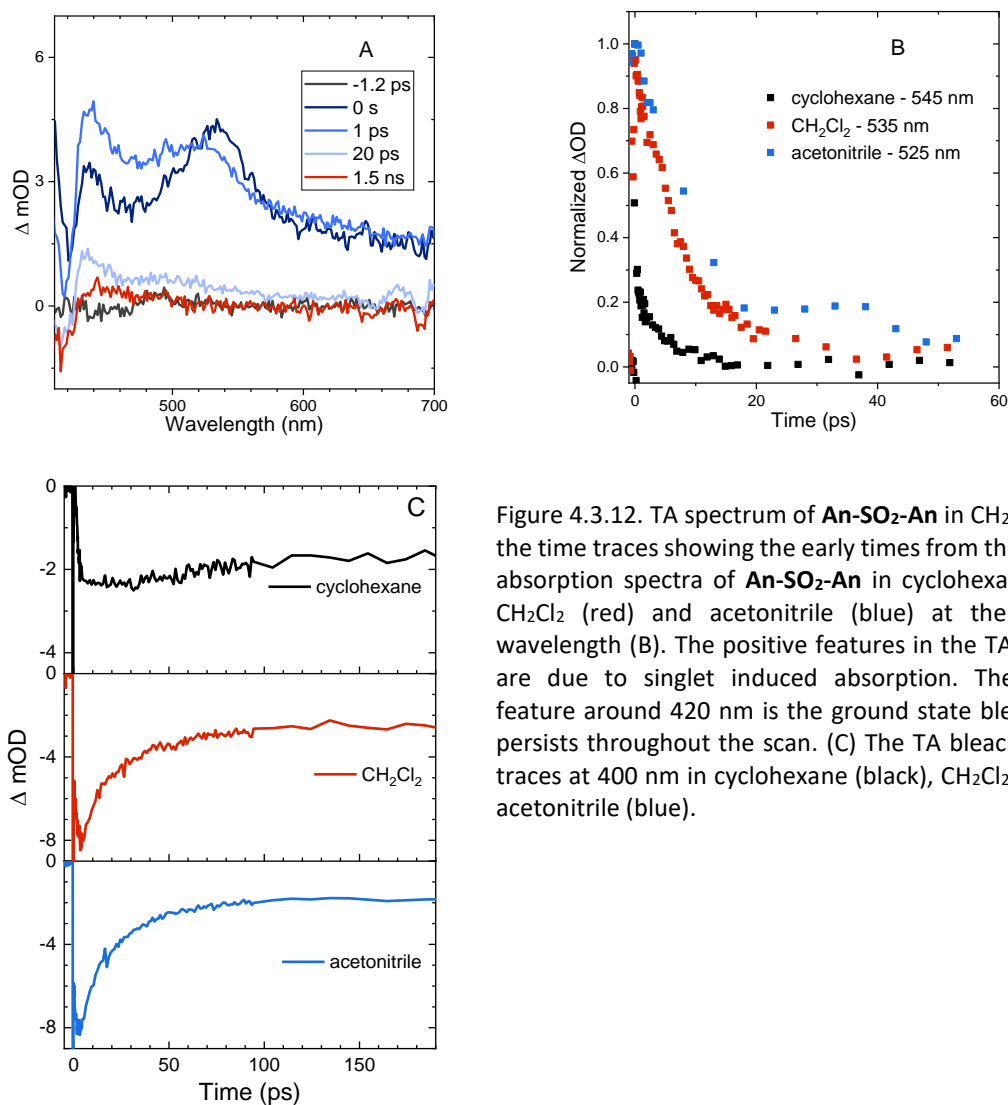 A
6
3
0
Δ mOD
-1.2 ps
0 s
1 ps
20 ps
1.5 ns
500
600
700
Wavelength (nm)
B
1.0
0.8
0.6
0.4
0.2
0.0
Normalized ΔOD
cyclohexane - 545 nm
CH2Cl2 - 535 nm
acetonitrile - 525 nm
0
20
40
60
Time (ps)
C
0
-2
-4
cyclohexane
0
-4
-8
CH2Cl2
Δ mOD
0
-4
-8
acetonitrile
0
50
100
150
Time (ps)
Figure 4.3.12. TA spectrum of An-SO2-An in CH2
the time traces showing the early times from th
absorption spectra of An-SO2-An in cyclohexa
CH2Cl2 (red) and acetonitrile (blue) at the
wavelength (B). The positive features in the TA
are due to singlet induced absorption. The
feature around 420 nm is the ground state ble
persists throughout the scan. (C) The TA bleac
traces at 400 nm in cyclohexane (black), CH2Cl2
acetonitrile (blue).